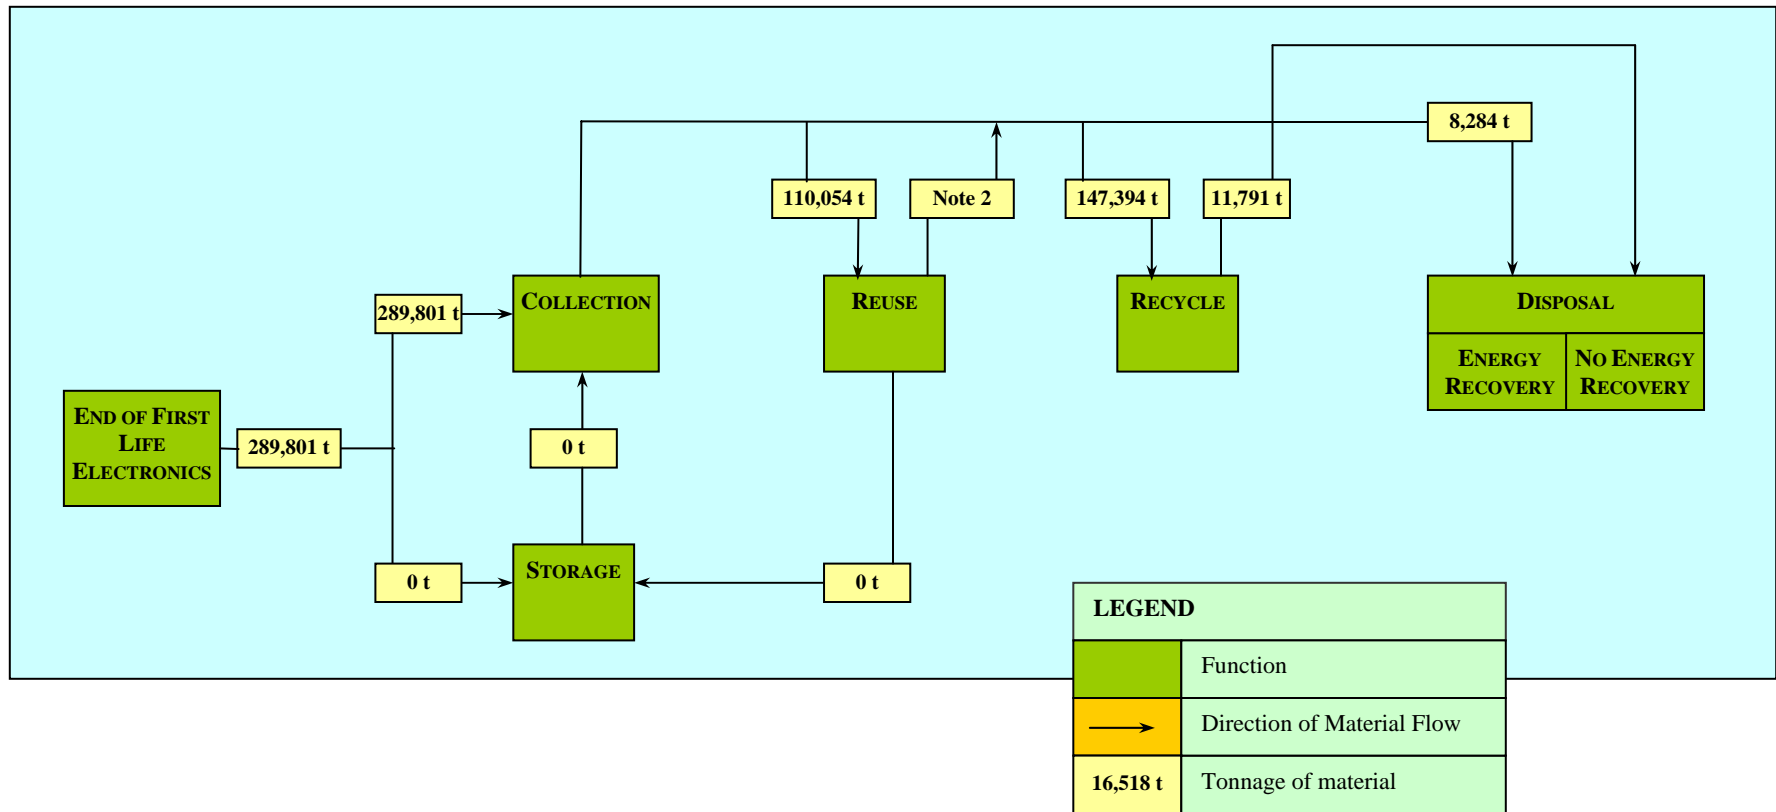 8,284 t
110,054 t
Note 2
147,394 t
11,791 t
COLLECTION
REUSE
RECYCLE
DISPOSAL
ENERGY
RECOVERY
NO ENERGY
RECOVERY
289,801 t
END OF FIRST
LIFE
ELECTRONICS
289,801 t
0 t
STORAGE
0 t
0 t
LEGEND
Function
Direction of Material Flow
16,518 t
Tonnage of material